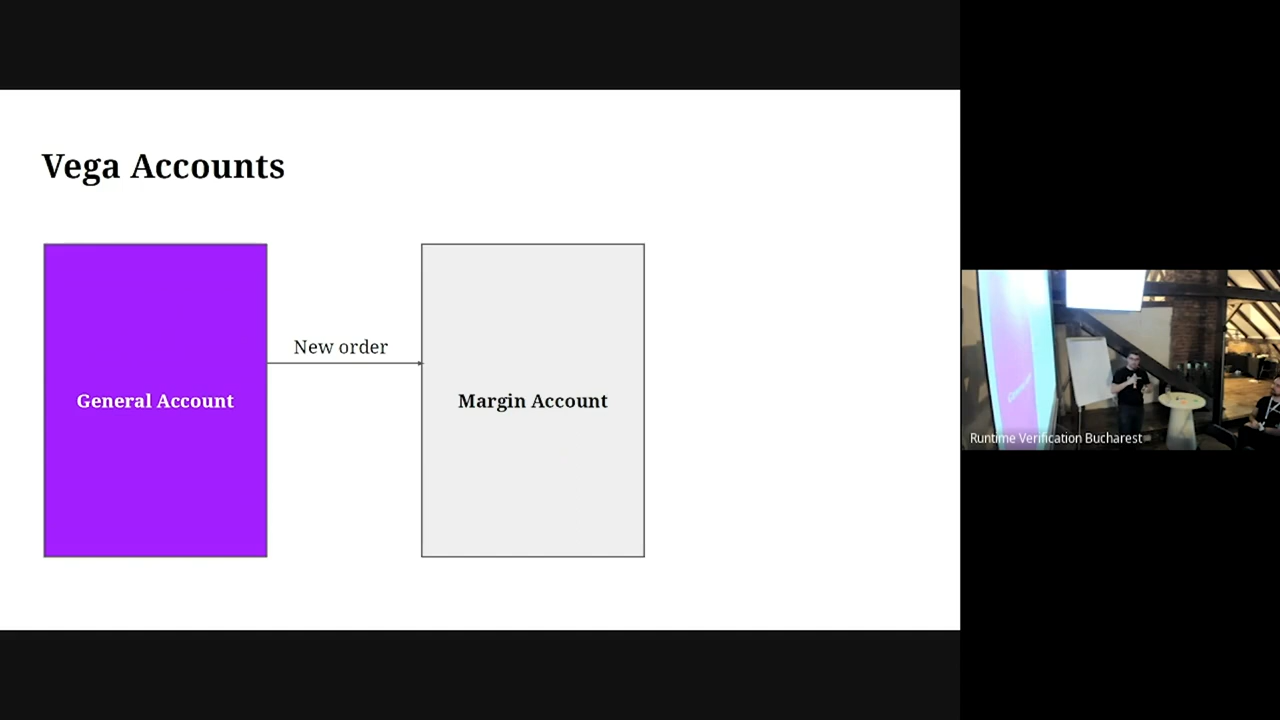 Vega Accounts
New order
General Account
Margin Account
Runtime Verification Bucharest